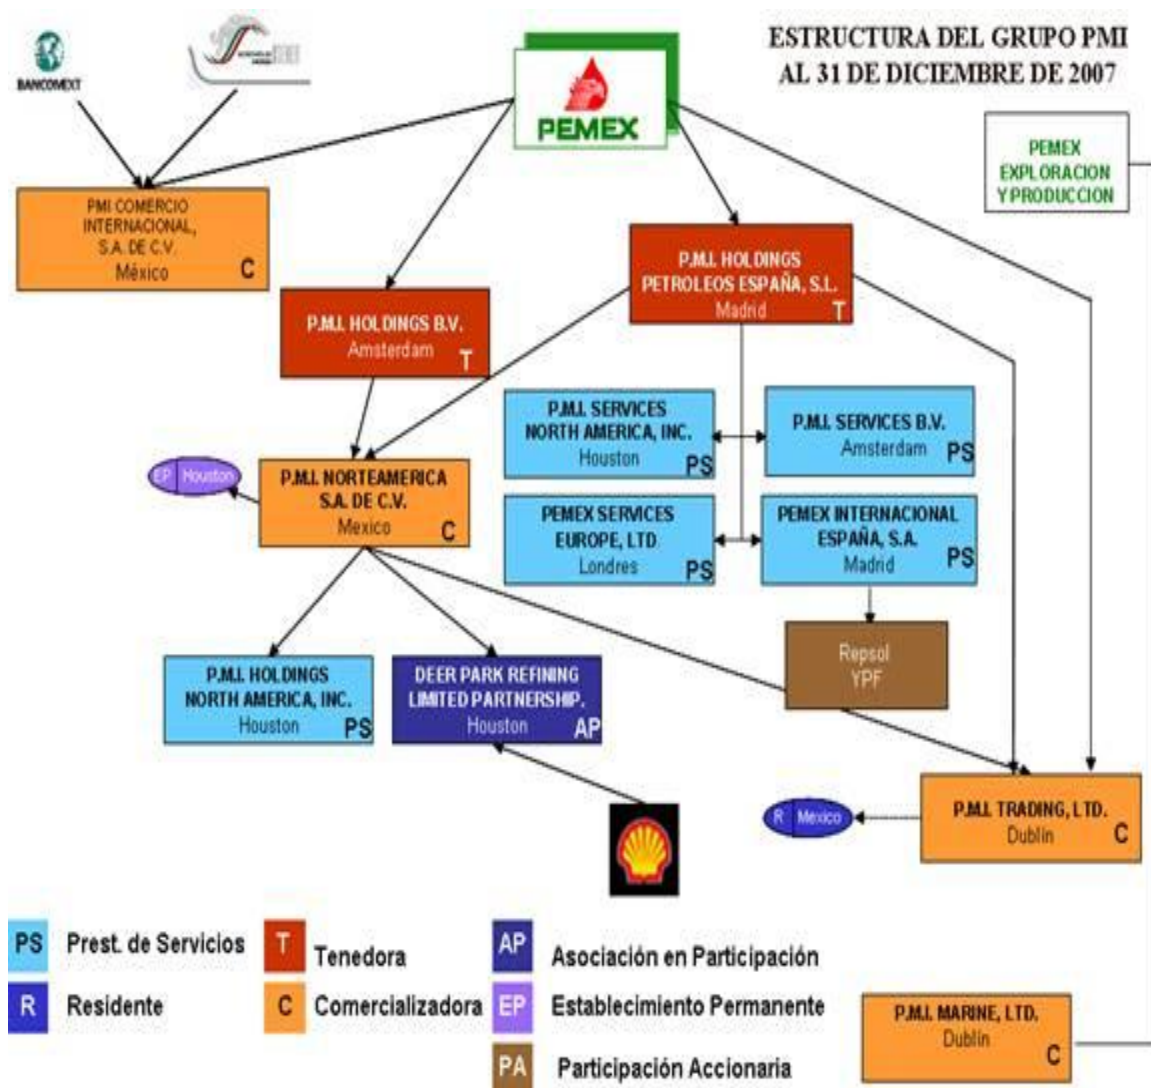 ESTRUCTURA DEL GRUPO PMI
AL 31 DE DICIEMBRE DE 2007
BANCOMEXT
PEMEX
PEMEX
EXPLORACION
Y PRODUCCION
PMI COMERCIO
INTERNACIONAL,
S.A. DE C.V.
México
C
P.M.I. HOLDINGS
PETROLEOS ESPAÑA, S.L.
Madrid
T
P.M.I. HOLDINGS B.V.
Amsterdam
T
P.M.I. SERVICES
NORTH AMERICA, INC.
Houston
PS
P.M.I. SERVICES B.V.
Amsterdam
PS
EP Houston
P.M.I. NORTEAMERICA
S.A. DE C.V.
Mexico
C
PEMEX SERVICES
EUROPE, LTD
Londres
PS
PEMEX INTERNACIONAL
ESPAÑA, S.A.
Madrid
PS
Repsol
YPF
P.M.I. HOLDINGS
NORTH AMERICA, INC.
Houston
PS
DEER PARK REFINING
LIMITED PARTNERSHIP.
Houston
AP
R Mexico
P.M.I. TRADING, LTD.
Dublín
C
PS Prest. de Servicios
T Tenedora
AP Asociación en Participación
R Residente
C Comercializadora
EP Establecimiento Permanente
PA Participación Accionaria
P.M.I. MARINE, LTD.
Dublín
C